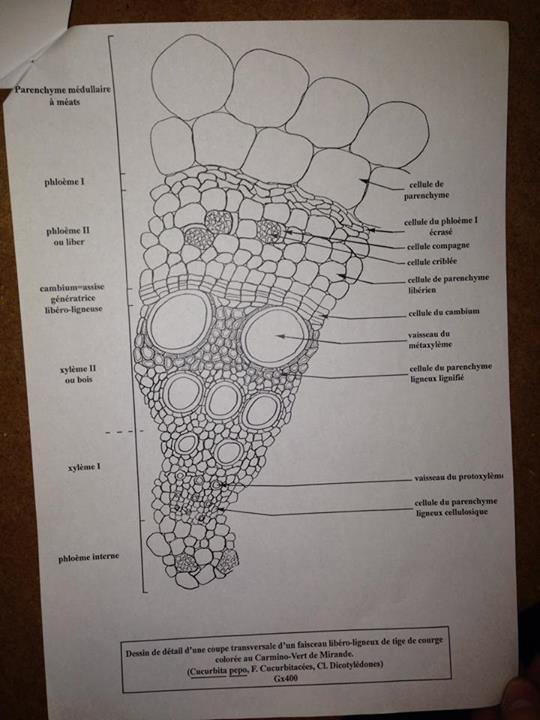 Parenchyme médullaire
à méats
phloème I
phloème II
ou liber
cambium=assise
génératrice
libéro-ligneuse
xylème II
ou bois
xylème I
phloème interne
cellule de
parenchyme
cellule du phloème I
écrasé
cellule compagne
cellule criblée
cellule de parenchyme
libérien
cellule du cambium
vaisseau du
métaxylème
cellule du parenchyme
ligneux lignifié
vaisseau du protoxylème
cellule du parenchyme
ligneux cellulosique
Dessin de détail d'une coupe transversale d'un faisceau libéro-ligneux de tige de courge
colorée au Carmino-Vert de Mirande.
(Cucurbita pepo, F. Cucurbitacées, Cl. Dicotylédones)
Gx400